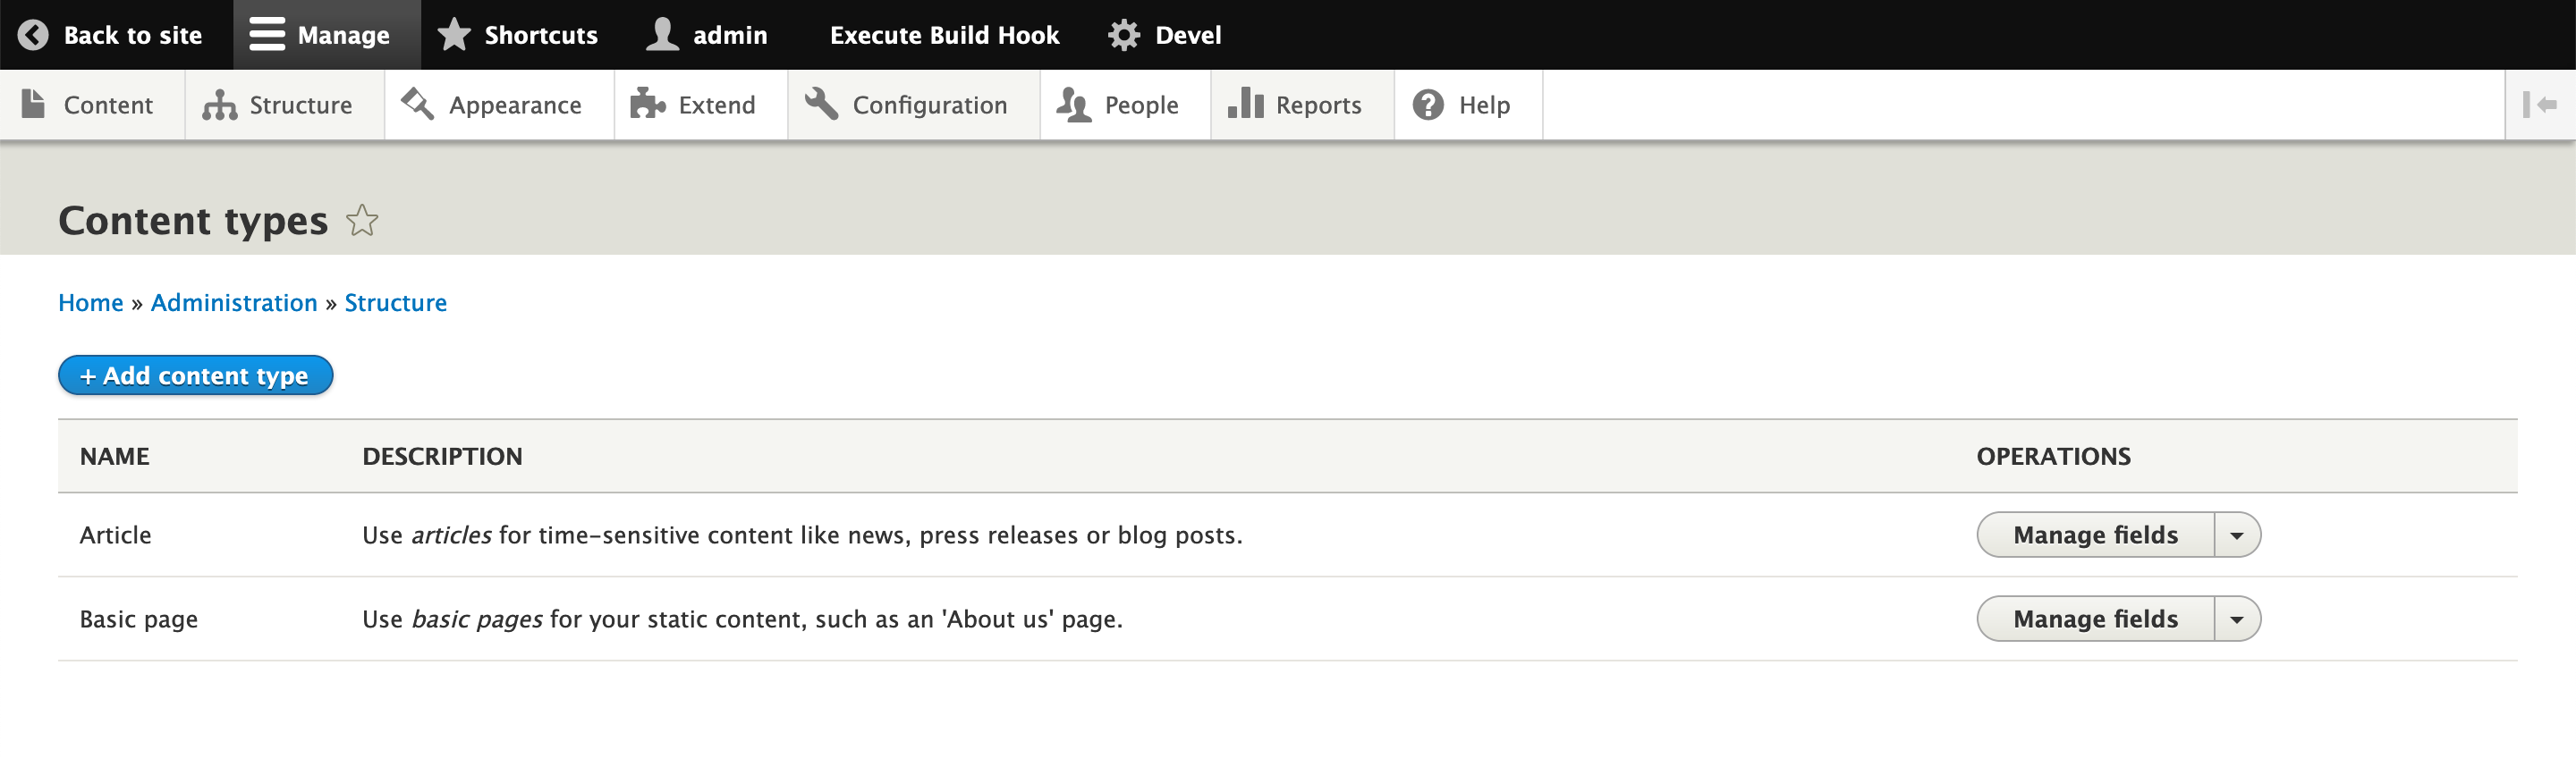 Back to site Manage Shortcuts admin Execute Build Hook Devel
Content Structure Appearance Extend Configuration People Reports Help
Content types
Home » Administration » Structure
+ Add content type
NAME DESCRIPTION OPERATIONS
Article Use articles for time-sensitive content like news, press releases or blog posts. Manage fields
Basic page Use basic pages for your static content, such as an 'About us' page. Manage fields